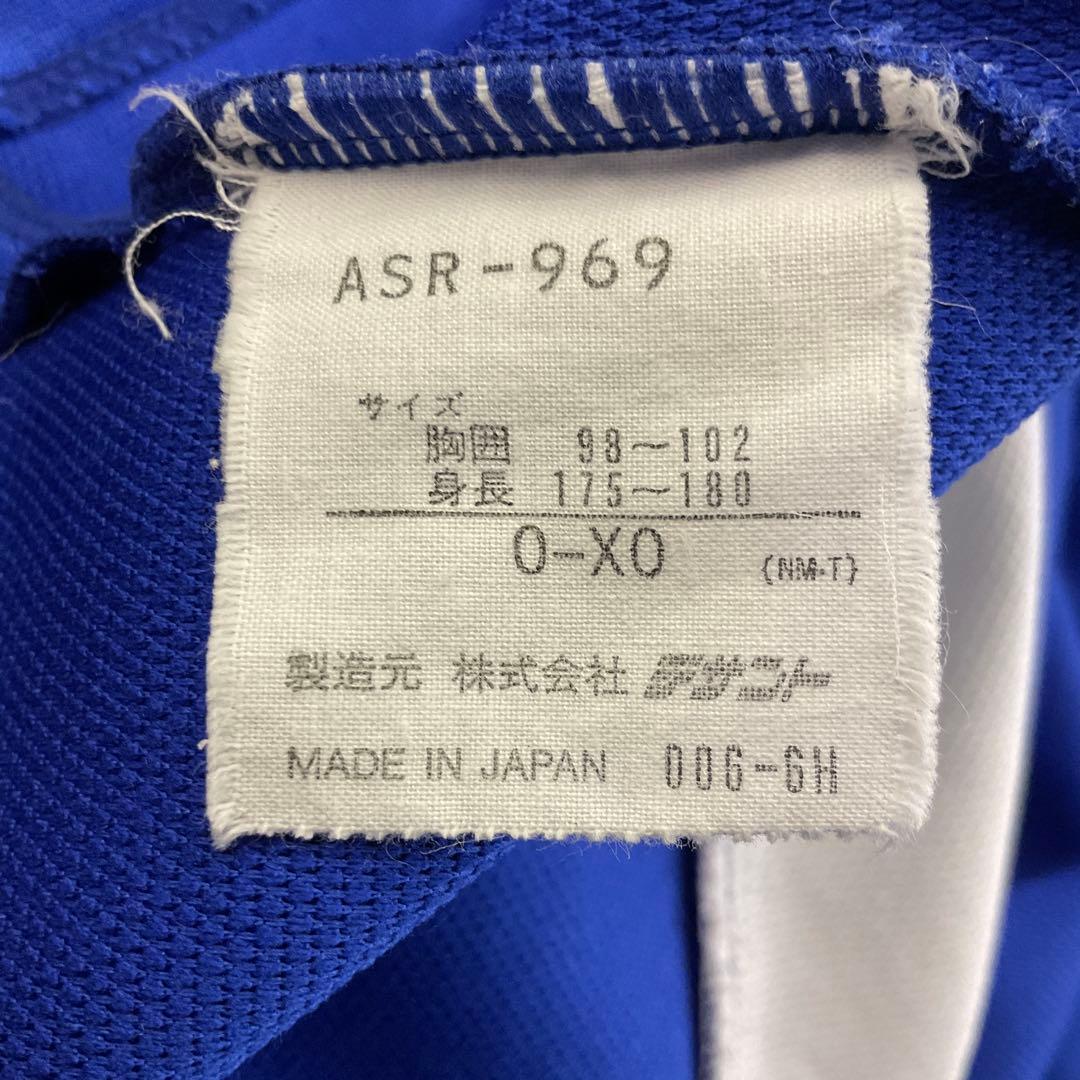 ASR-969
サイズ
胸囲 98～102
身長 175～180
O-XO (NM・T)
製造元 株式会社 デサント
MADE IN JAPAN 006-6H